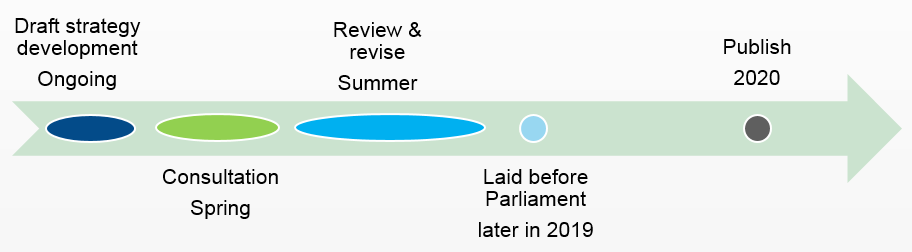 Draft strategy
development
Ongoing
Consultation
Spring
Review &
revise
Summer
Laid before
Parliament
later in 2019
Publish
2020